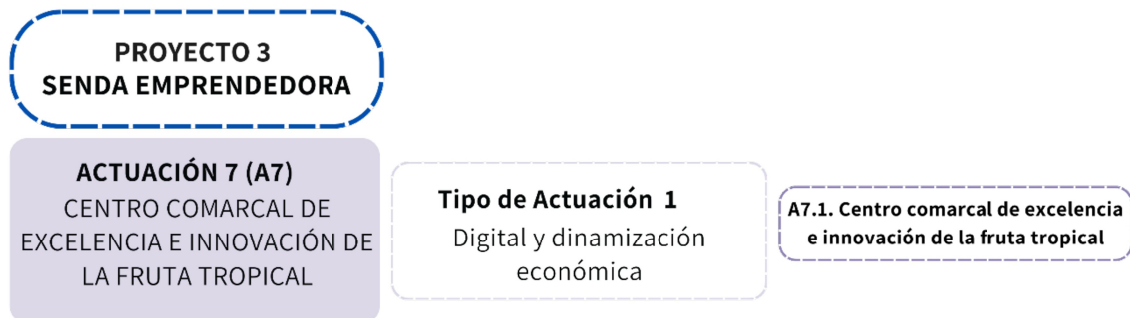 PROYECTO 3
SENDA EMPRENDEDORA
ACTUACIÓN 7 (A7)
CENTRO COMARCAL DE
EXCELENCIA E INNOVACIÓN DE
LA FRUTA TROPICAL
Tipo de Actuación 1
Digital y dinamización
económica
A7.1. Centro comarcal de excelencia
e innovación de la fruta tropical